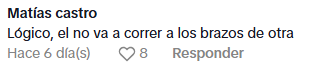 Matías castro
Lógico, el no va a correr a los brazos de otra
Hace 6 día(s) 8 Responder